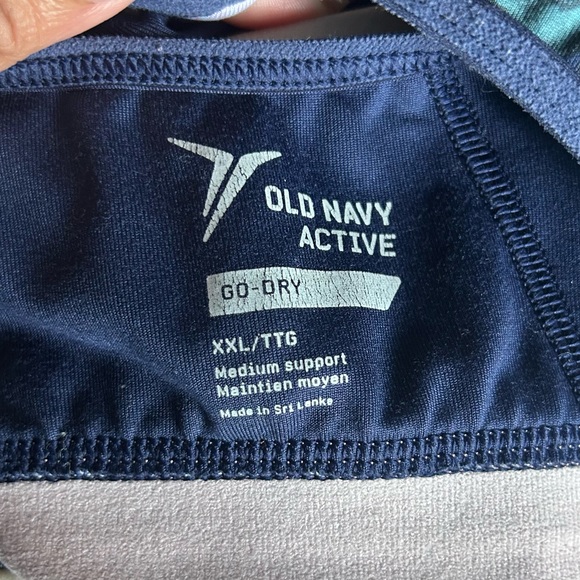 OLD NAVY
ACTIVE
GO-DRY
XXL/TTG
Medium support
Maintien moyen
Made in Sri Lanka